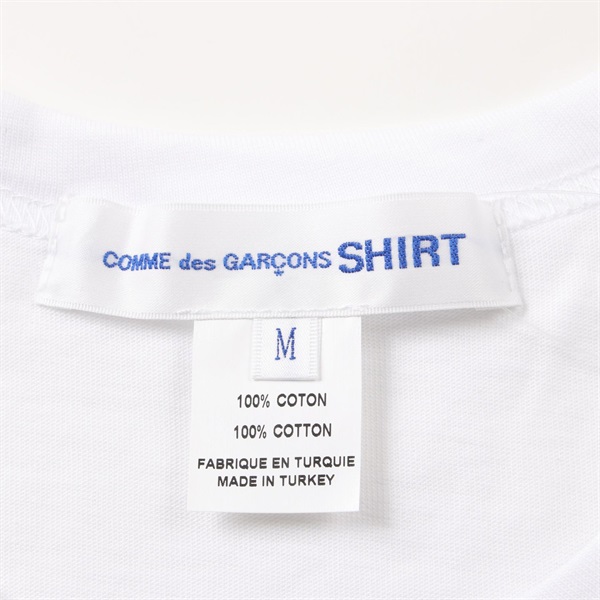 COMME des GARÇONS SHIRT
M
100% COTON
100% COTTON
FABRIQUE EN TURQUIE
MADE IN TURKEY